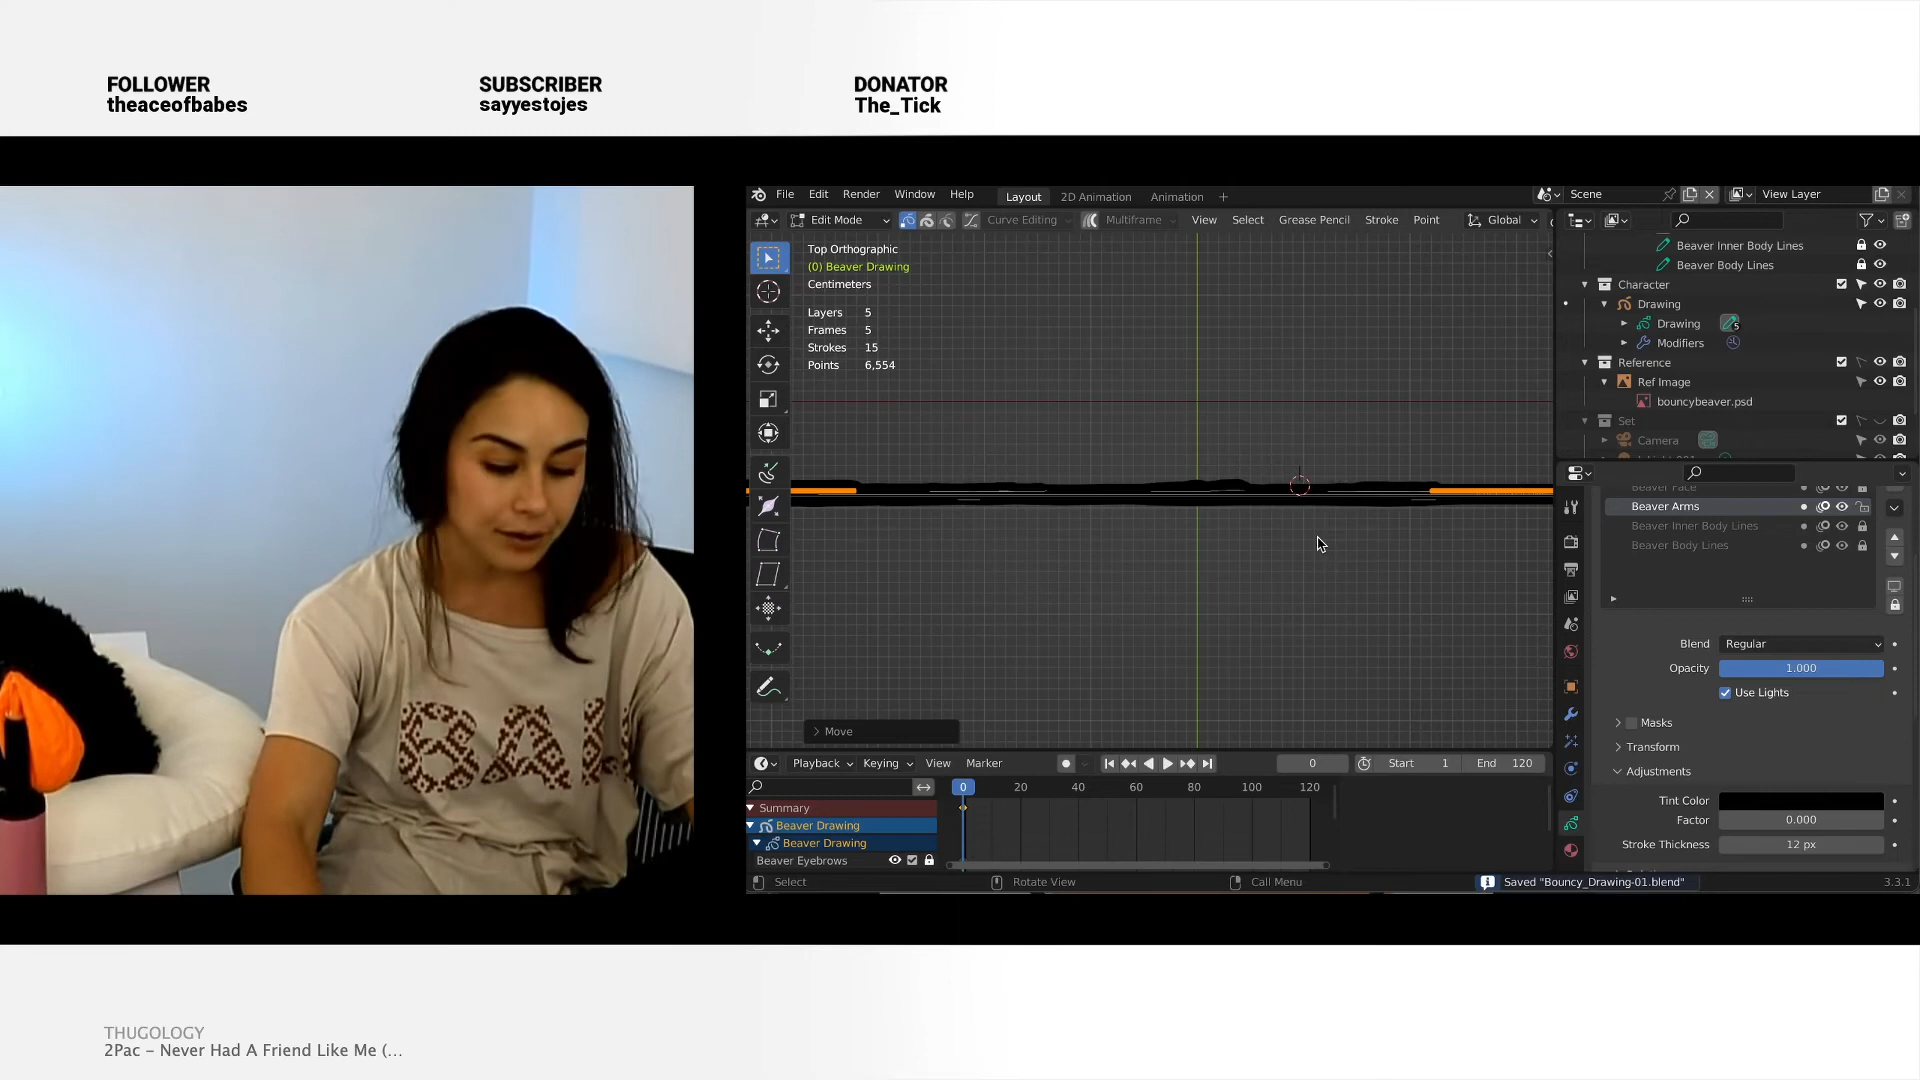 FOLLOWER
theaceofbabes
SUBSCRIBER
sayyestojes
DONATOR
The_Tick
File Edit Render Window Help
Layout 2D Animation Animation
Scene
View Layer
Edit Mode
Curve Editing
Multiframe
View Select Grease Pencil Stroke Point
Global
Top Orthographic
(0) Beaver Drawing
Centimeters
Layers 5
Frames 5
Strokes 15
Points 6,554
Move
Beaver Inner Body Lines
Beaver Body Lines
Character
Drawing
Drawing
5
Modifiers
Reference
Ref Image
bouncybeaver.psd
Set
Camera
Beaver Face
Beaver Arms
Beaver Inner Body Lines
Beaver Body Lines
Blend Regular
Opacity 1.000
Use Lights
Masks
Transform
Adjustments
Tint Color
Factor 0.000
Stroke Thickness 12 px
Playback Keying View Marker
0
Start 1
End 120
0 20 40 60 80 100 120
Summary
Beaver Drawing
Beaver Drawing
Beaver Eyebrows
Select
Rotate View
Call Menu
Saved "Bouncy_Drawing-01.blend"
3.3.1
BAM
THUGOLOGY
2Pac - Never Had A Friend Like Me (...